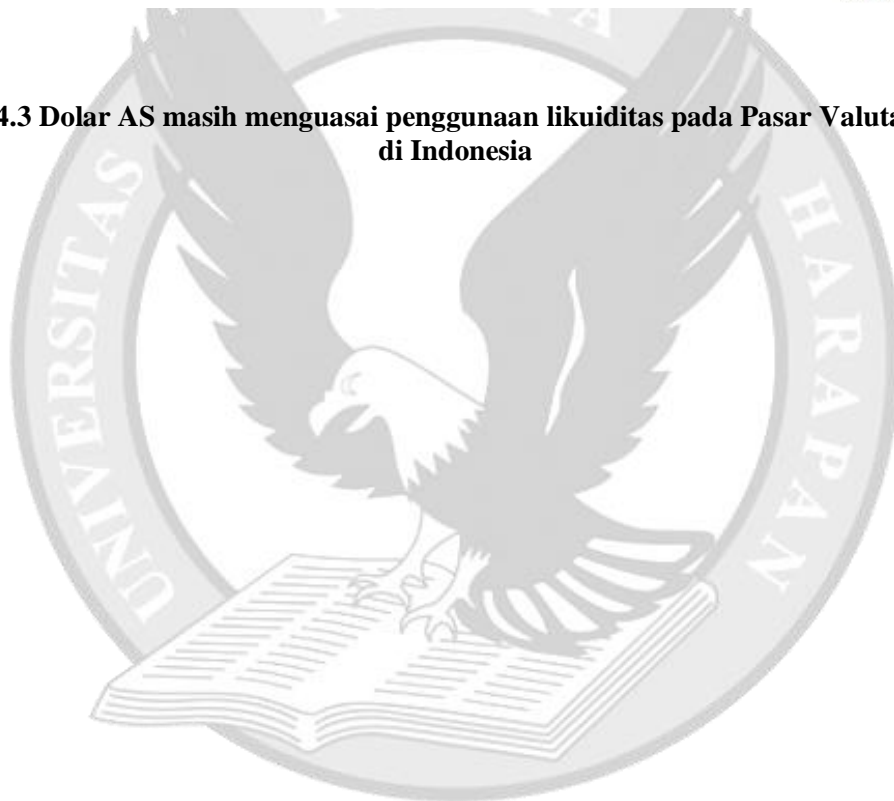 4.3 Dolar AS masih menguasai penggunaan likuiditas pada Pasar Valuta
di Indonesia
UNIVERSITAS
HARAPAN